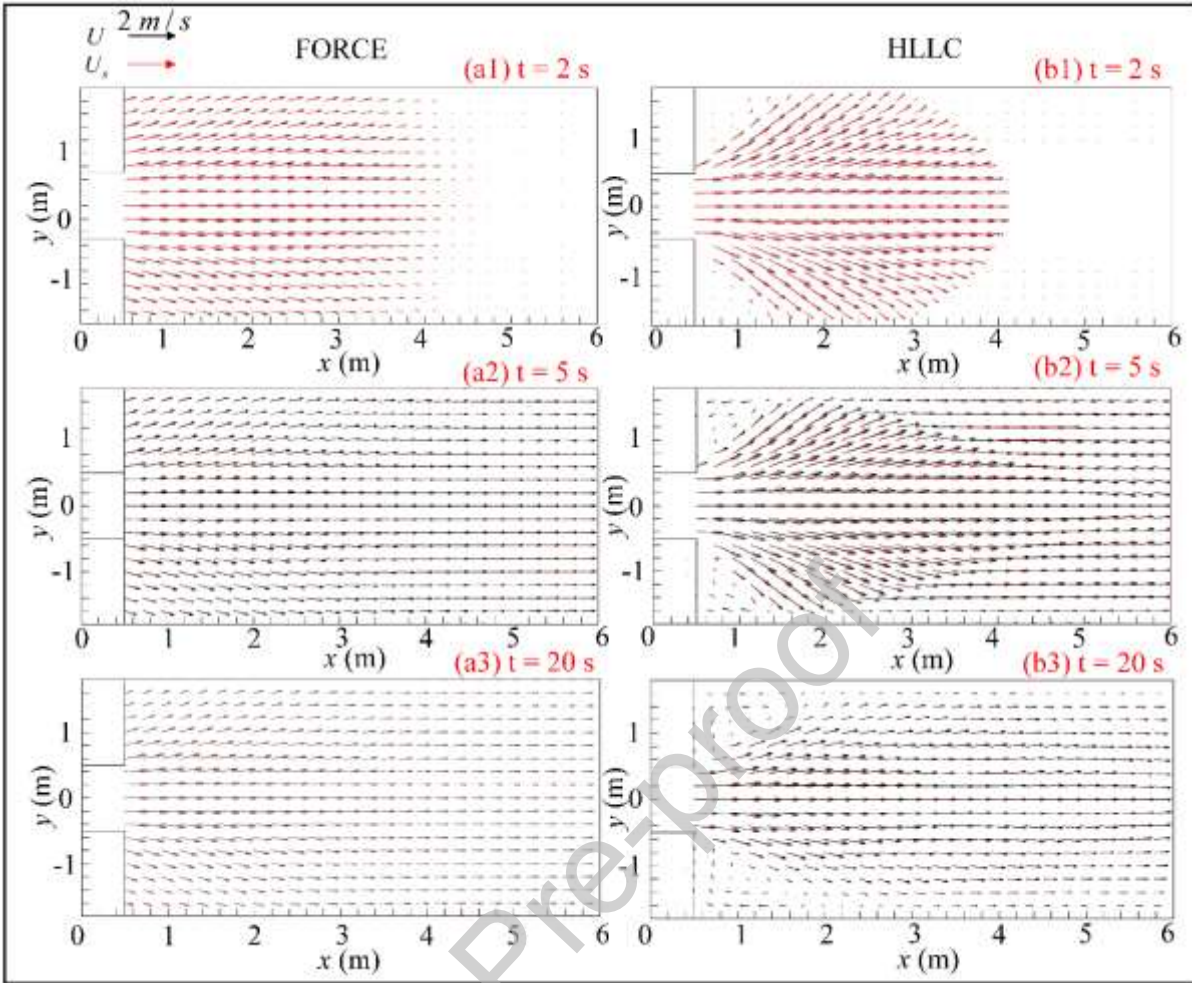 2 m/s
U
U_s
FORCE
HLLC
(a1) t = 2 s
(b1) t = 2 s
y (m)
1
0
-1
0 1 2 3 4 5 6
x (m)
y (m)
1
0
-1
0 1 2 3 4 5 6
x (m)
(a2) t = 5 s
(b2) t = 5 s
y (m)
1
0
-1
0 1 2 3 4 5 6
x (m)
y (m)
1
0
-1
0 1 2 3 4 5 6
x (m)
(a3) t = 20 s
(b3) t = 20 s
y (m)
1
0
-1
0 1 2 3 4 5 6
x (m)
y (m)
1
0
-1
0 1 2 3 4 5 6
x (m)
Pre-proof